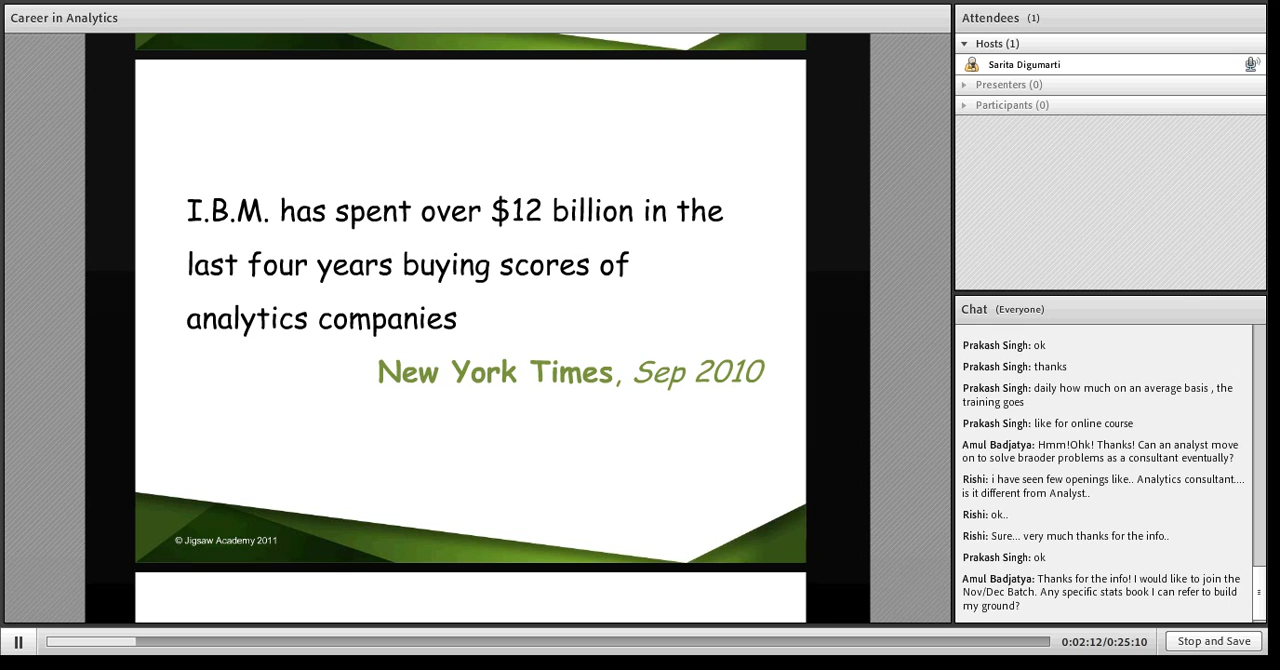 Career in Analytics
I.B.M. has spent over $12 billion in the
last four years buying scores of
analytics companies
New York Times, Sep 2010
© Jigsaw Academy 2011
Attendees (1)
Hosts (1)
Sarita Digumarti
Presenters (0)
Participants (0)
Chat (Everyone)
Prakash Singh: ok
Prakash Singh: thanks
Prakash Singh: daily how much on an average basis , the
training goes
Prakash Singh: like for online course
Amul Badjatya: Hmm!Ohk! Thanks! Can an analyst move
on to solve braoder problems as a consultant eventually?
Rishi: i have seen few openings like.. Analytics consultant....
is it different from Analyst..
Rishi: ok..
Rishi: Sure... very much thanks for the info..
Prakash Singh: ok
Amul Badjatya: Thanks for the info! I would like to join the
Nov/Dec Batch. Any specific stats book I can refer to build
my ground?
0:02:12/0:25:10
Stop and Save